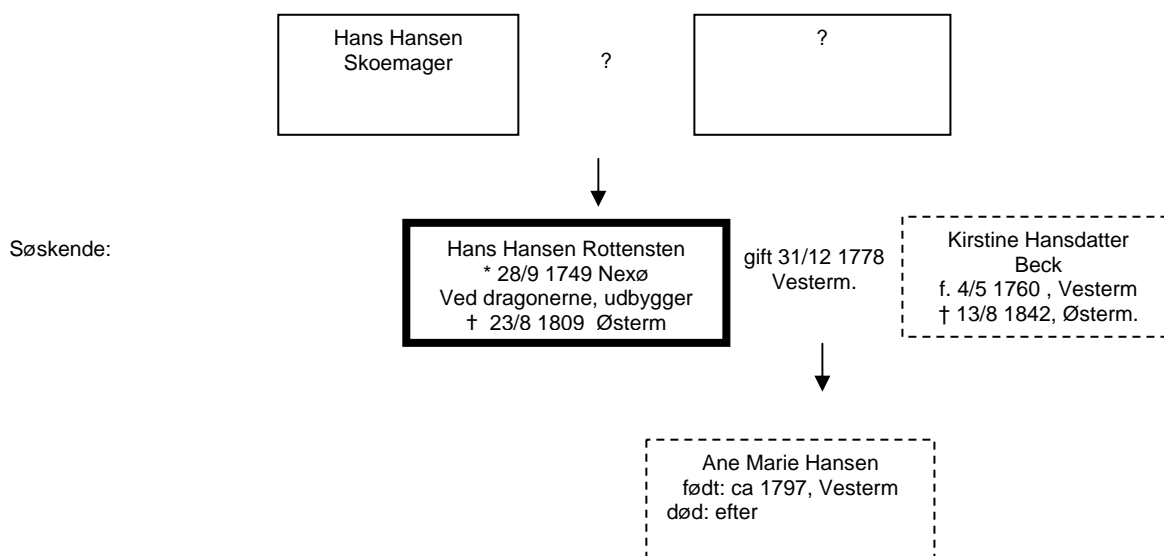 Hans Hansen
Skoemager
?
?
Søskende:
Hans Hansen Rottensten
* 28/9 1749 Nexø
Ved dragonerne, udbygger
† 23/8 1809 Østerm
gift 31/12 1778
Vesterm.
Kirstine Hansdatter
Beck
f. 4/5 1760 , Vesterm
† 13/8 1842, Østerm.
Ane Marie Hansen
født: ca 1797, Vesterm
død: efter